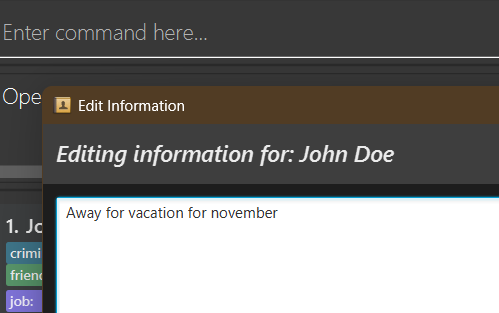 Enter command here...
Ope
Edit Information
Editing information for: John Doe
Away for vacation for november
1. Jo
crimi
friend
job: